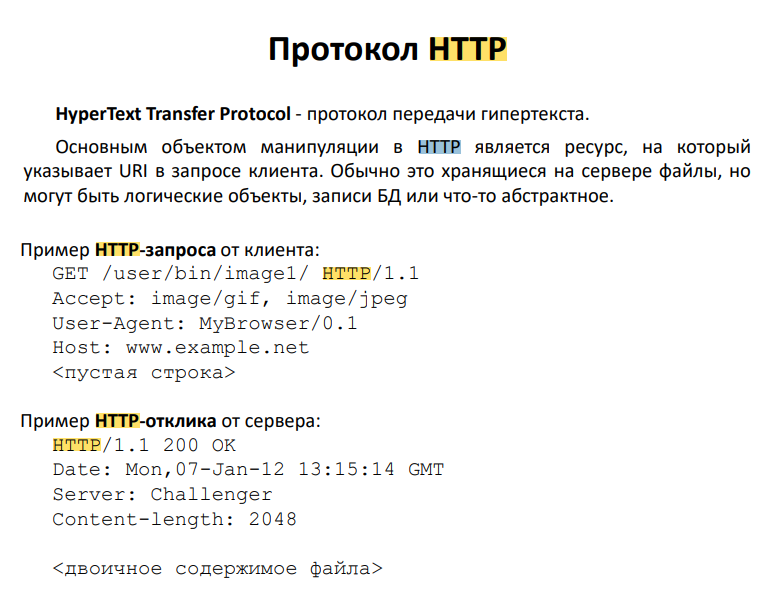 Протокол HTTP
HyperText Transfer Protocol - протокол передачи гипертекста.
Основным объектом манипуляции в HTTP является ресурс, на который
указывает URI в запросе клиента. Обычно это хранящиеся на сервере файлы, но
могут быть логические объекты, записи БД или что-то абстрактное.
Пример HTTP-запроса от клиента:
GET /user/bin/image1/ HTTP/1.1
Accept: image/gif, image/jpeg
User-Agent: MyBrowser/0.1
Host: www.example.net
<пустая строка>
Пример HTTP-отклика от сервера:
HTTP/1.1 200 OK
Date: Mon,07-Jan-12 13:15:14 GMT
Server: Challenger
Content-length: 2048
<двоичное содержимое файла>